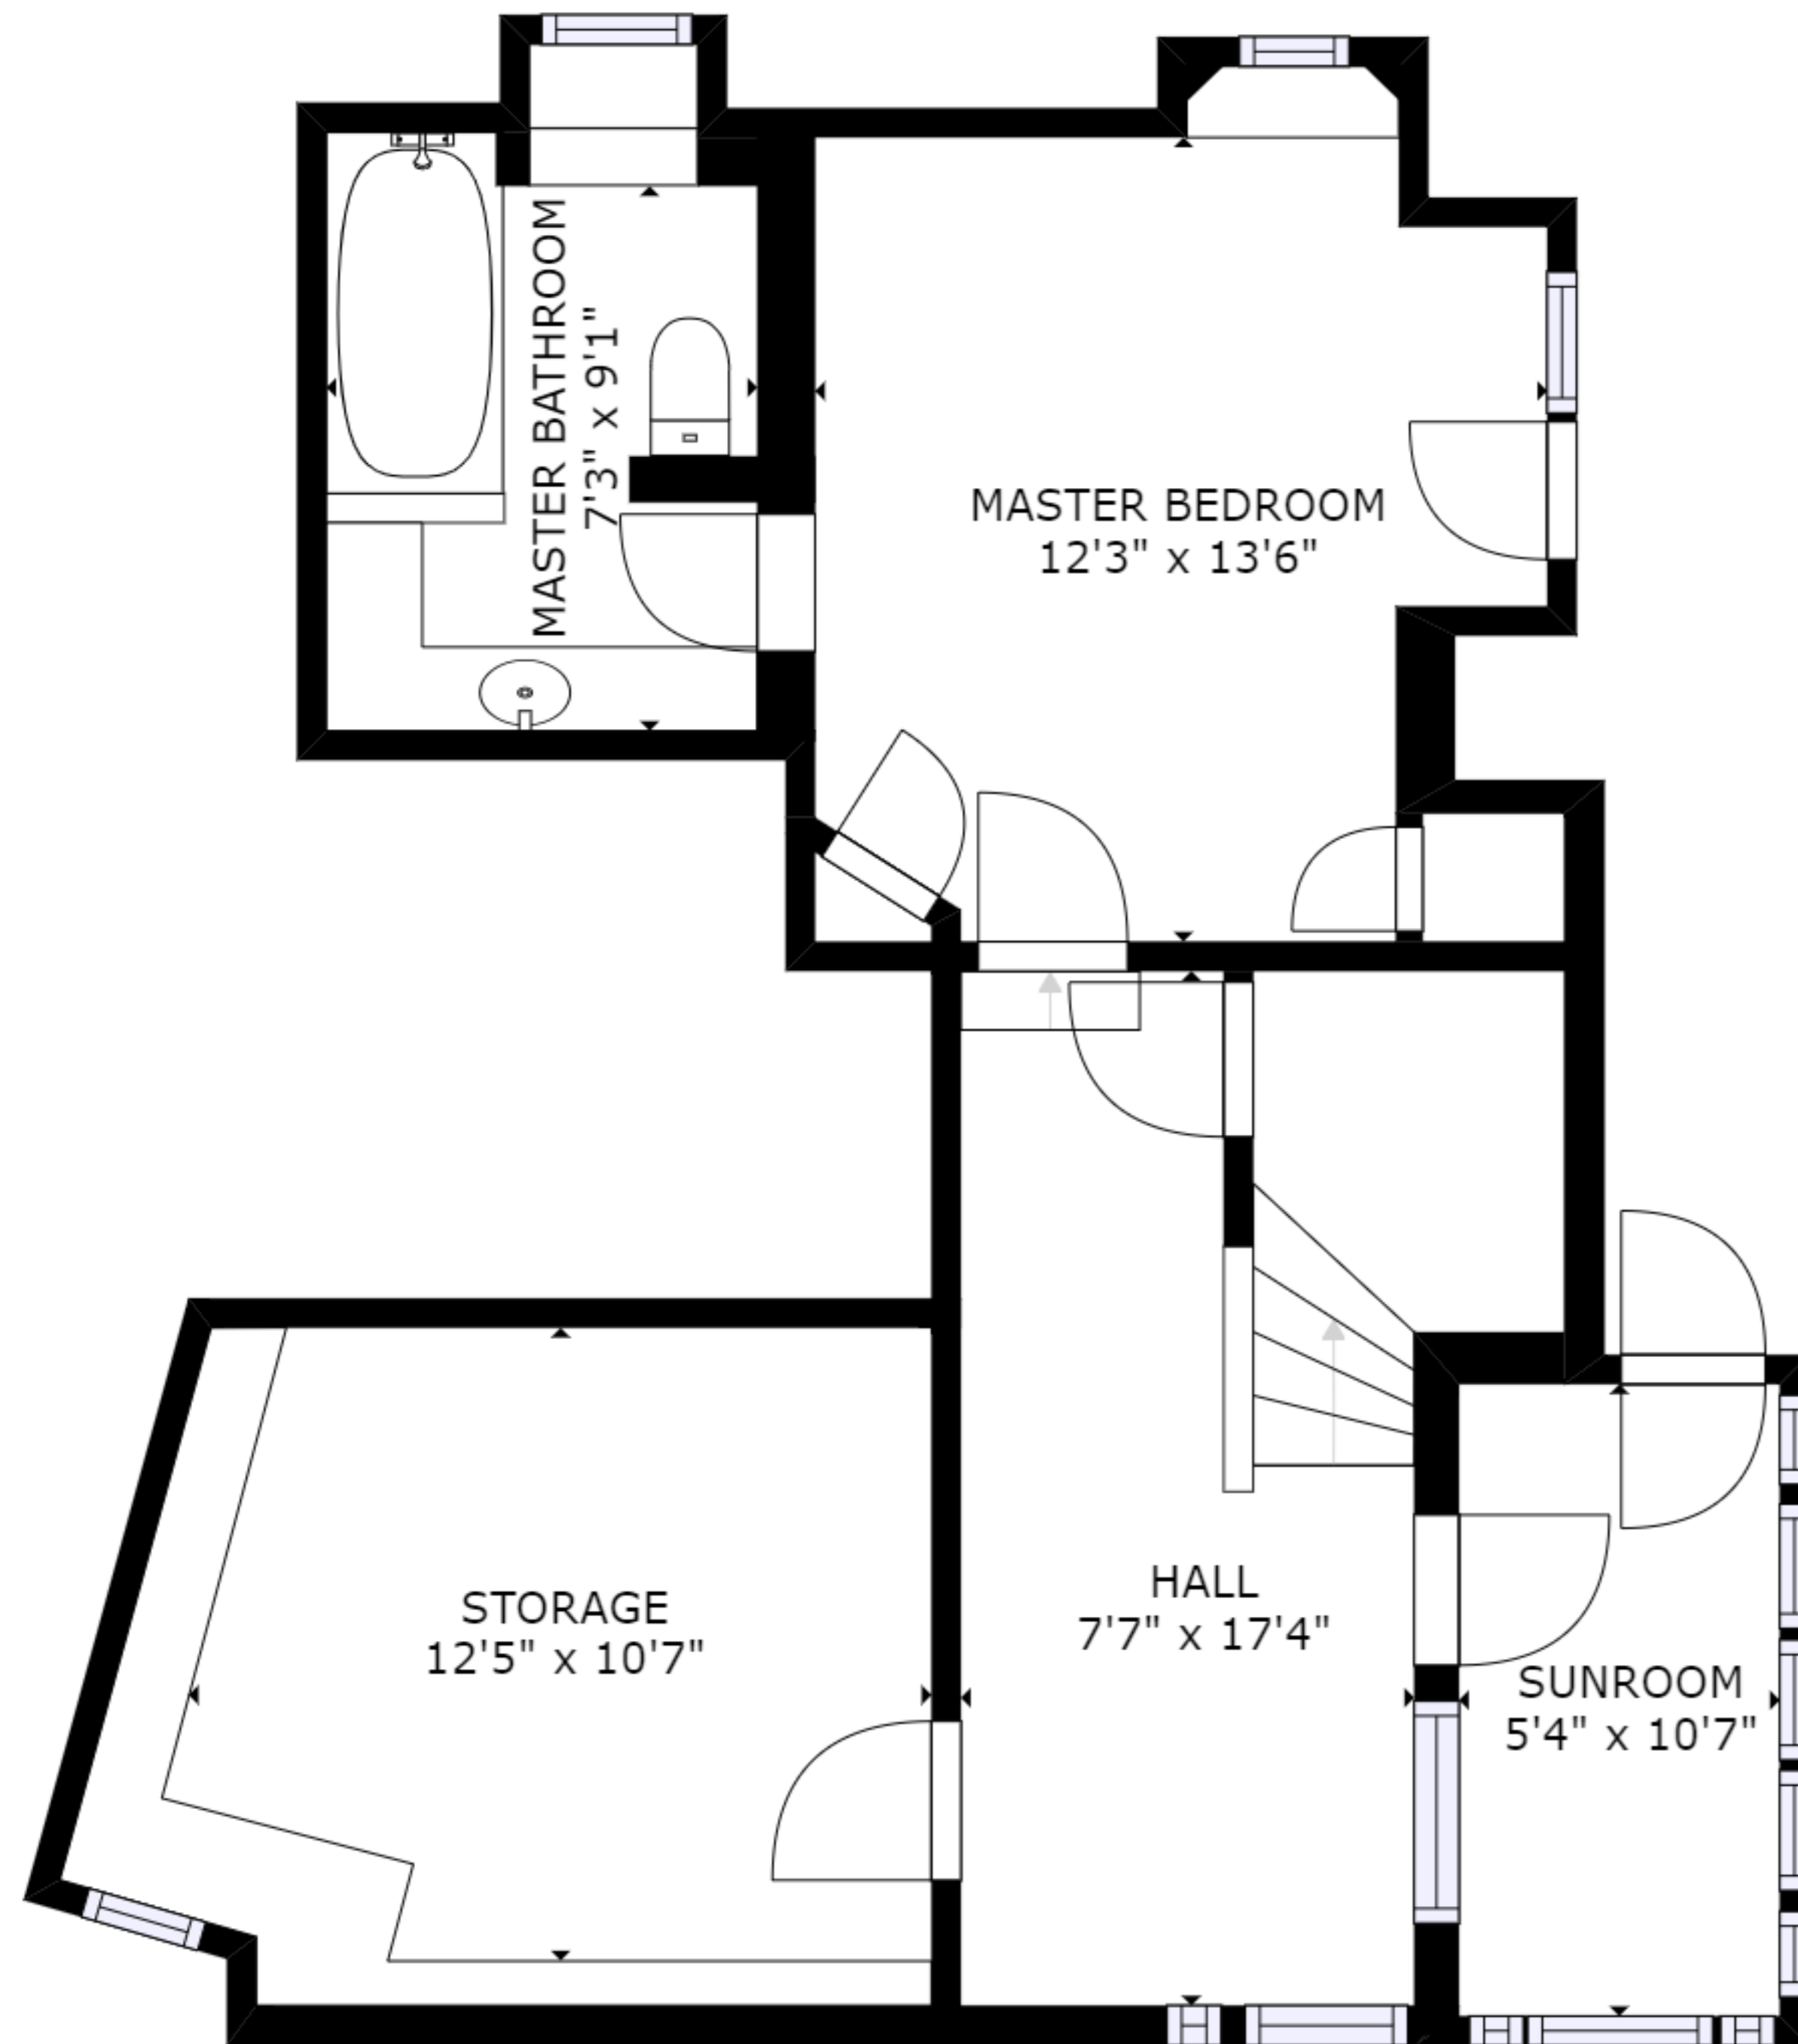 MASTER BATHROOM
7'3" x 9'1"
MASTER BEDROOM
12'3" x 13'6"
STORAGE
12'5" x 10'7"
HALL
7'7" x 17'4"
SUNROOM
5'4" x 10'7"